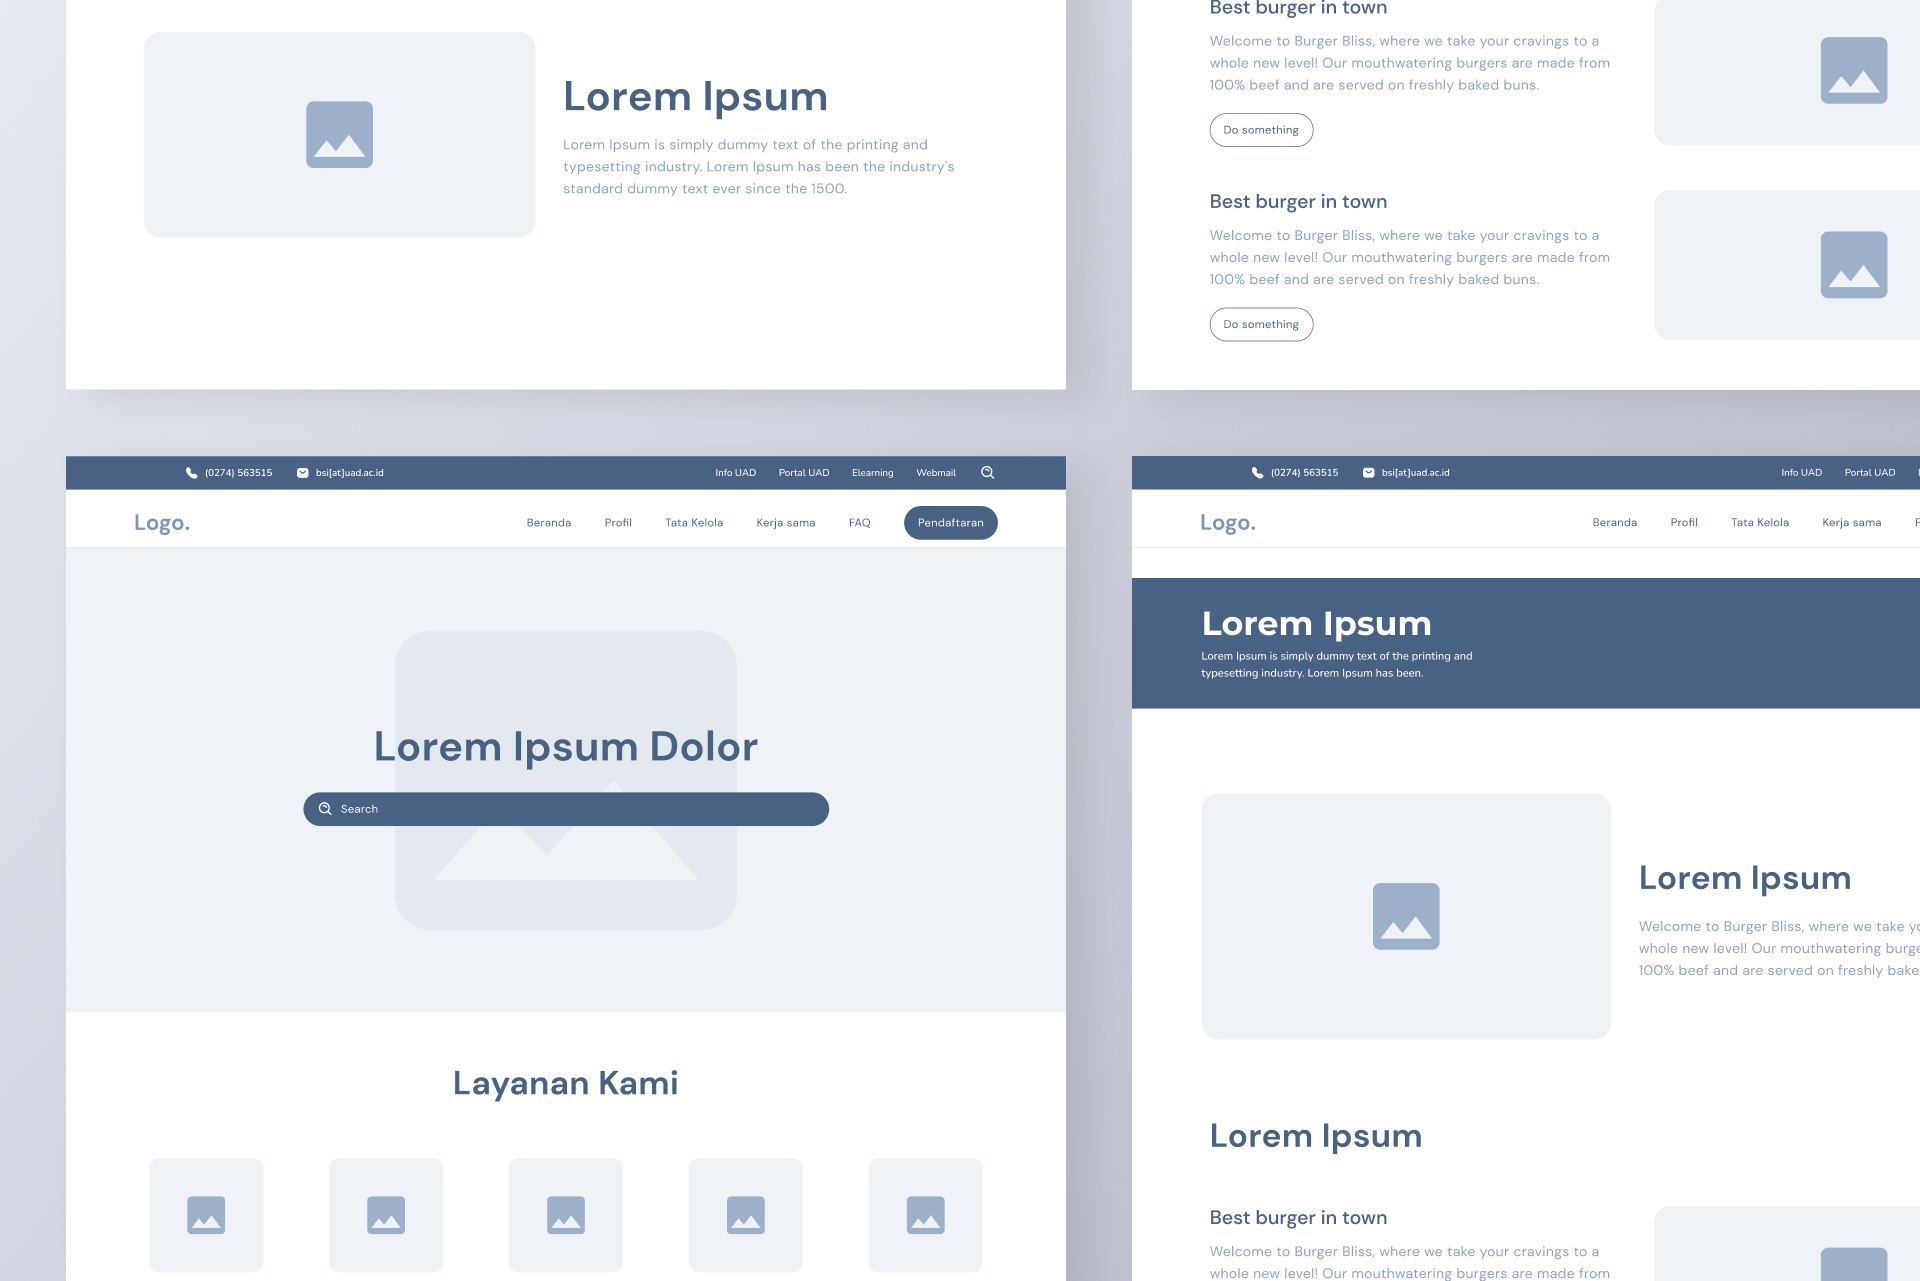 Lorem Ipsum
Lorem Ipsum is simply dummy text of the printing and
typesetting industry. Lorem Ipsum has been the industry's
standard dummy text ever since the 1500.
Best burger in town
Welcome to Burger Bliss, where we take your cravings to a
whole new level! Our mouthwatering burgers are made from
100% beef and are served on freshly baked buns.
Do something
Best burger in town
Welcome to Burger Bliss, where we take your cravings to a
whole new level! Our mouthwatering burgers are made from
100% beef and are served on freshly baked buns.
Do something
(0274) 563515 bsi[at]uad.ac.id Info UAD Portal UAD Elearning Webmail
Logo. Beranda Profil Tata Kelola Kerja sama FAQ Pendaftaran
Lorem Ipsum Dolor
Search
Layanan Kami
(0274) 563515 bsi[at]uad.ac.id Info UAD Portal UAD
Logo. Beranda Profil Tata Kelola Kerja sama
Lorem Ipsum
Lorem Ipsum is simply dummy text of the printing and
typesetting industry. Lorem Ipsum has been.
Lorem Ipsum
Welcome to Burger Bliss, where we take
whole new level! Our mouthwatering
100% beef and are served on freshly
Lorem Ipsum
Best burger in town
Welcome to Burger Bliss, where we take your cravings to a
whole new level! Our mouthwatering burgers are made from